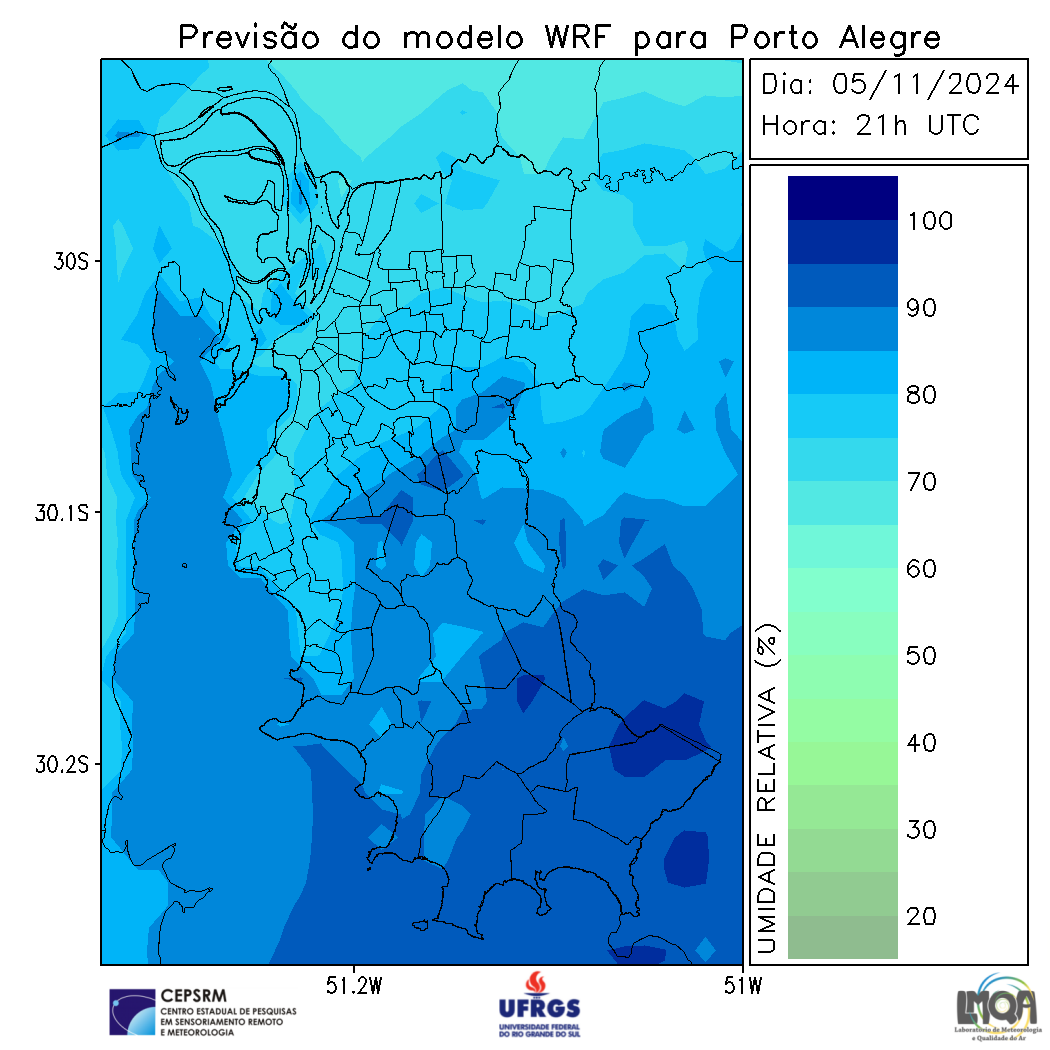 Previsão do modelo WRF para Porto Alegre
Dia: 05/11/2024
Hora: 21h UTC
30S
30.1S
30.2S
51.2W
51W
UMIDADE RELATIVA (%)
100
90
80
70
60
50
40
30
20
CEPSRM
CENTRO ESTADUAL DE PESQUISAS
EM SENSORIAMENTO REMOTO
E METEOROLOGIA
UFRGS
UNIVERSIDADE FEDERAL
DO RIO GRANDE DO SUL
LMQA
Laboratório de Meteorologia
e Qualidade do Ar